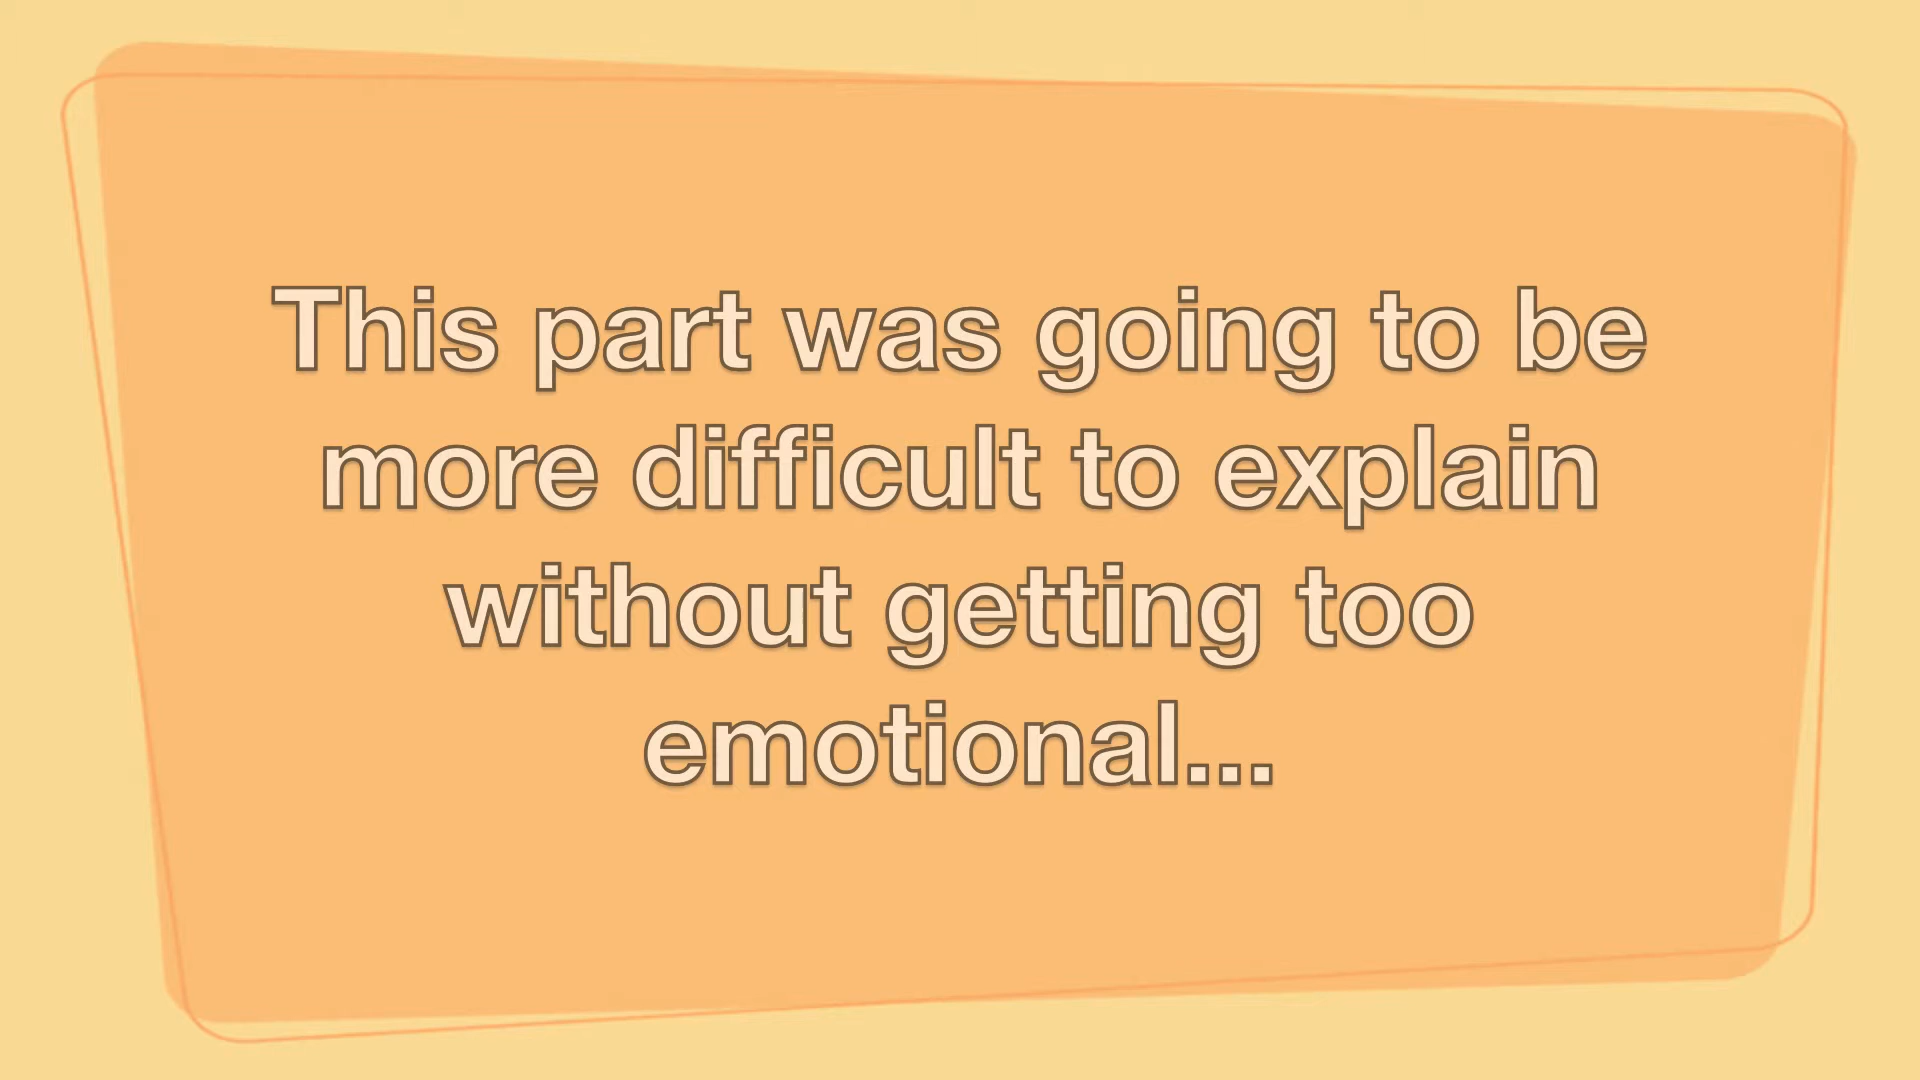 This part was going to be
more difficult to explain
without getting too
emotional...